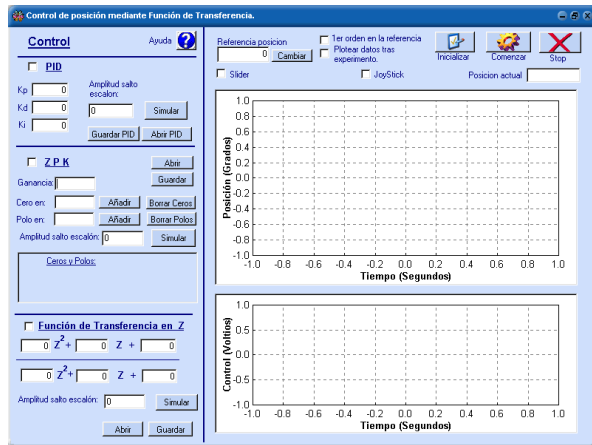 Control de posición mediante Función de Transferencia.
Control
Ayuda
PID
Kp 0
Kd 0
Ki 0
Amplitud salto
escalon:
0
Simular
Guardar PID
Abrir PID
Z P K
Abrir
Ganancia:
Guardar
Cero en:
Añadir
Borrar Ceros
Polo en:
Añadir
Borrar Polos
Amplitud salto escalón: 0
Simular
Ceros y Polos:
Función de Transferencia en Z
0 Z2+ 0 Z + 0
0 Z2+ 0 Z + 0
Amplitud salto escalón: 0
Simular
Abrir
Guardar
Referencia posicion
0
Cambiar
1er orden en la referencia
Plotear datos tras
experimento.
Inicializar
Comenzar
Stop
Slider
JoyStick
Posicion actual
Posición (Grados)
1.0
0.8
0.6
0.4
0.2
0.0
-0.2
-0.4
-0.6
-0.8
-1.0
-1.0 -0.8 -0.6 -0.4 -0.2 0.0 0.2 0.4 0.6 0.8 1.0
Tiempo (Segundos)
Control (Voltios)
1.0
0.5
0.0
-0.5
-1.0
-1.0 -0.8 -0.6 -0.4 -0.2 0.0 0.2 0.4 0.6 0.8 1.0
Tiempo (Segundos)